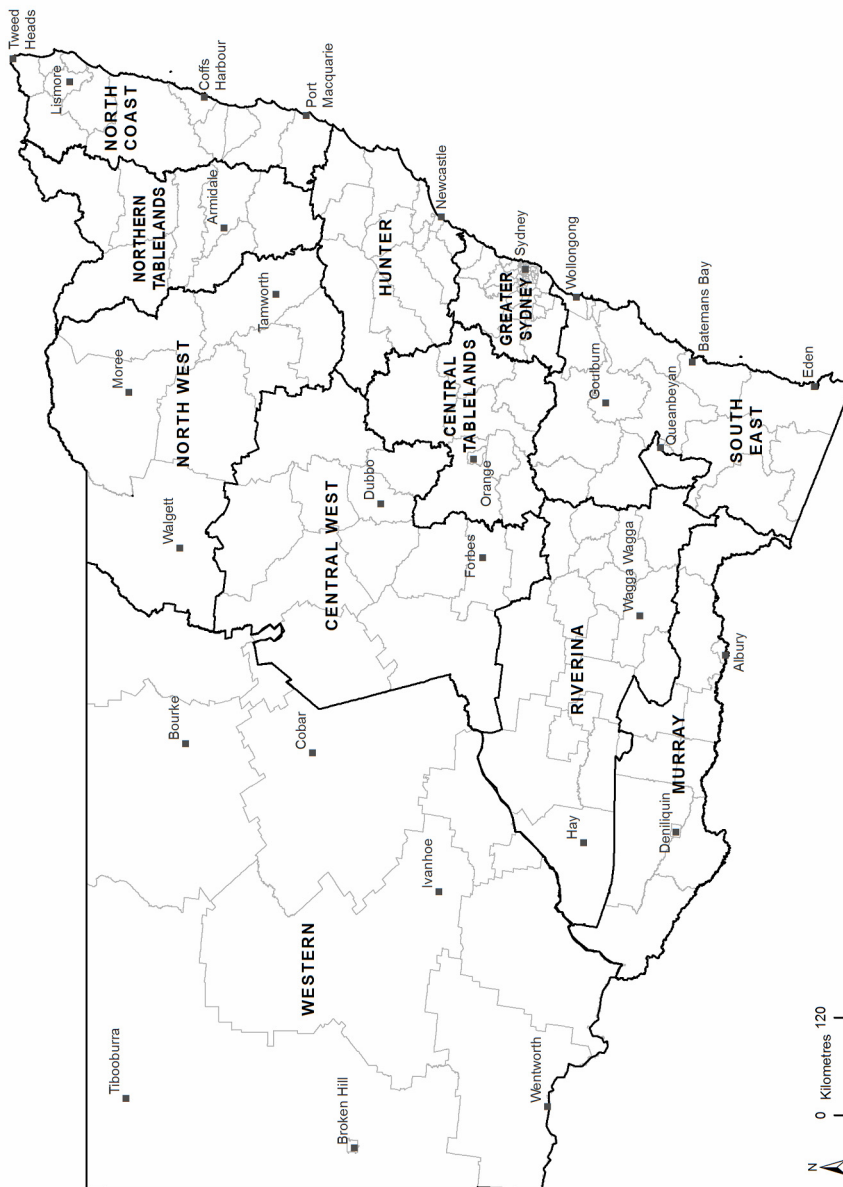 Tweed
Heads
Lismore
NORTH
COAST
Coffs
Harbour
Port
Macquarie
NORTHERN
TABLELANDS
Armidale
Moree
NORTH WEST
Tamworth
HUNTER
Newcastle
Walgett
CENTRAL WEST
Dubbo
CENTRAL
TABLELANDS
Orange
GREATER
SYDNEY
Sydney
Wollongong
Forbes
Goulburn
Queanbeyan
Batemans Bay
SOUTH
EAST
Eden
Bourke
Cobar
RIVERINA
Wagga Wagga
Albury
MURRAY
Hay
Deniliquin
Ivanhoe
WESTERN
Tibooburra
Broken Hill
Wentworth
N
0 Kilometres 120